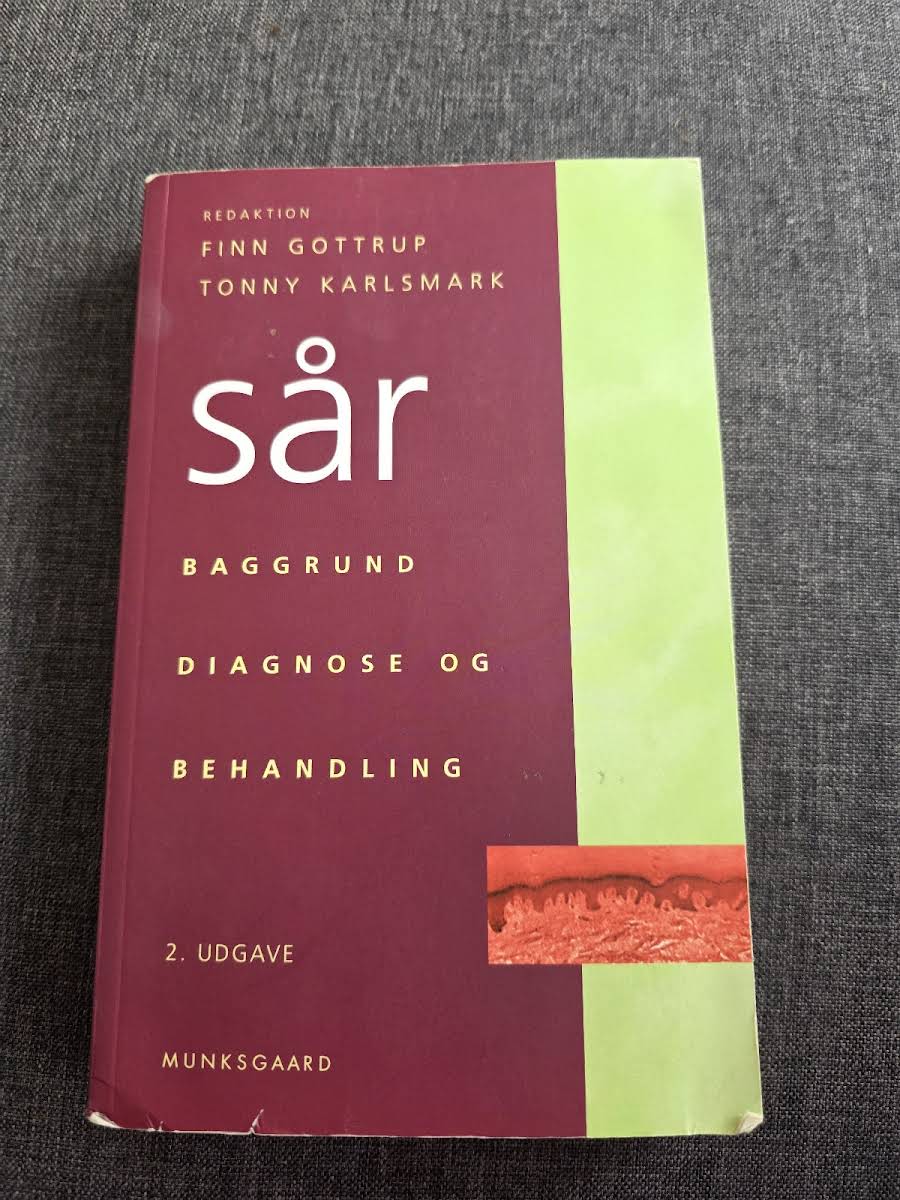 REDAKTION
FINN GOTTRUP
TONNY KARLSMARK
sår
BAGGRUND
DIAGNOSE OG
BEHANDLING
2. UDGAVE
MUNKSGAARD